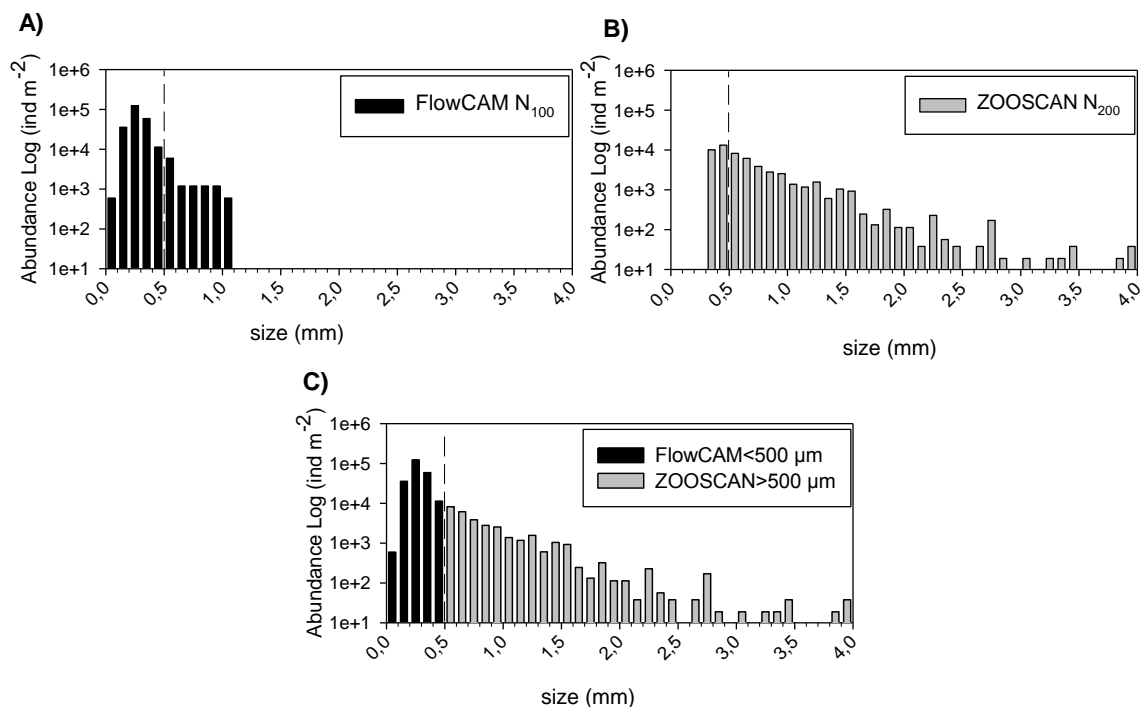 A)
Abundance Log (ind m-2)
1e+6
1e+5
1e+4
1e+3
1e+2
1e+1
FlowCAM N100
0,0 0,5 1,0 1,5 2,0 2,5 3,0 3,5 4,0
size (mm)
B)
Abundance Log (ind m-2)
1e+6
1e+5
1e+4
1e+3
1e+2
1e+1
ZOOSCAN N200
0,0 0,5 1,0 1,5 2,0 2,5 3,0 3,5 4,0
size (mm)
C)
Abundance Log (ind m-2)
1e+6
1e+5
1e+4
1e+3
1e+2
1e+1
FlowCAM<500 µm
ZOOSCAN>500 µm
0,0 0,5 1,0 1,5 2,0 2,5 3,0 3,5 4,0
size (mm)